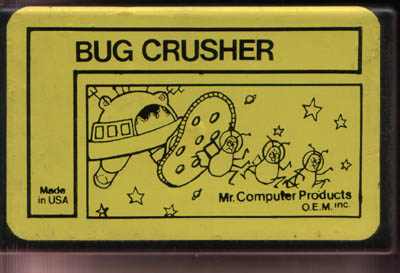 BUG CRUSHER
Made
in USA
Mr. Computer Products
O.E.M. inc.